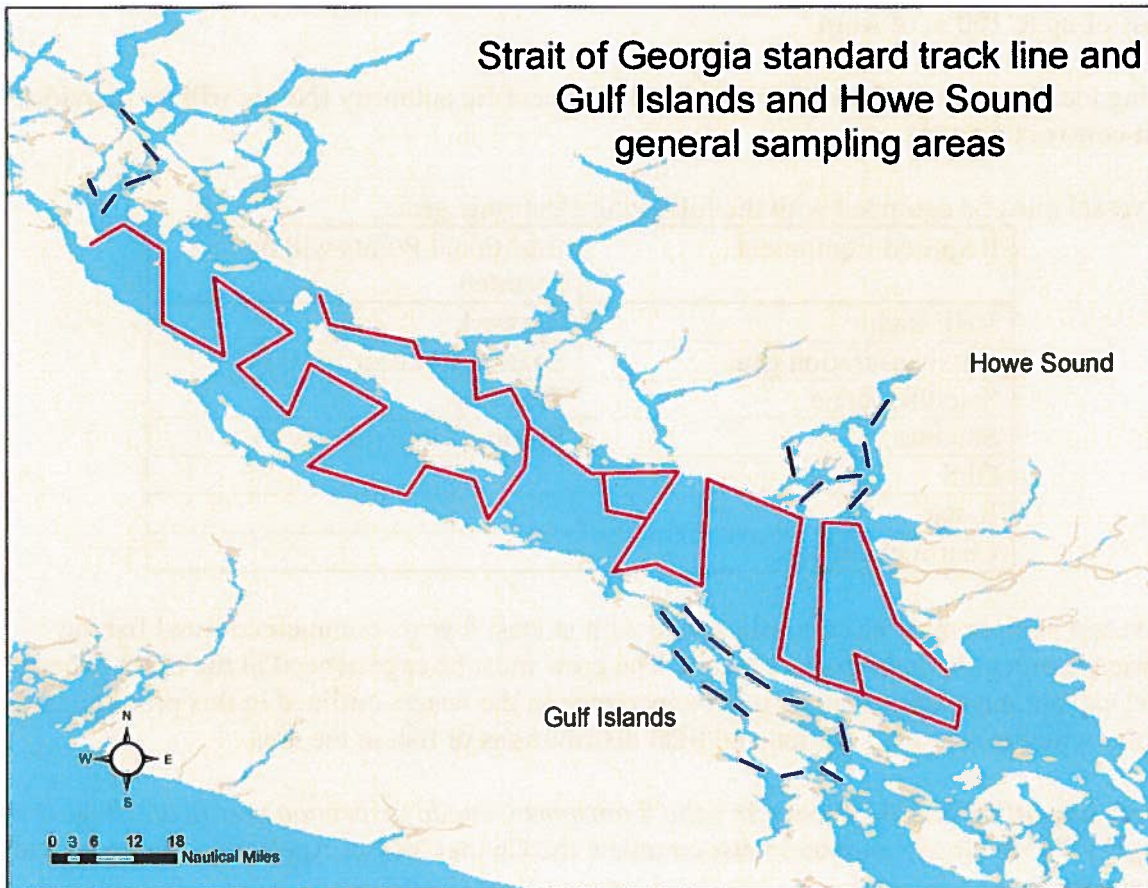 Strait of Georgia standard track line and
Gulf Islands and Howe Sound
general sampling areas
Howe Sound
Gulf Islands
N
W E
S
0 3 6 12 18
Nautical Miles